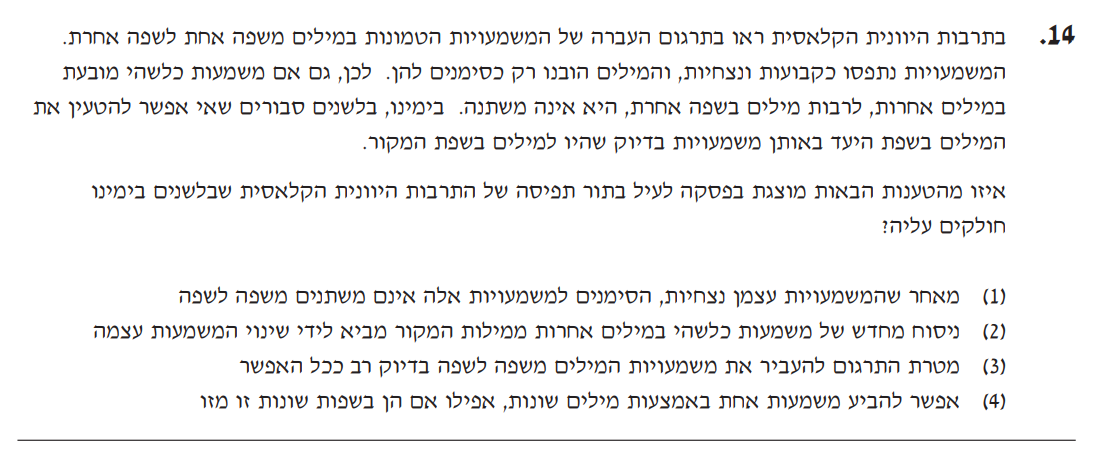 14. בתרבות היוונית הקלאסית ראו בתרגום העברה של המשמעויות הטמונות במילים משפה אחת לשפה אחרת.
המשמעויות נתפסו כקבועות ונצחיות, והמילים הובנו רק כסימנים להן. לכן, גם אם משמעות כלשהי מובעת
במילים אחרות, לרבות מילים בשפה אחרת, היא אינה משתנה. בימינו, בלשנים סבורים שאי אפשר להטעין את
המילים בשפת היעד באותן משמעויות בדיוק שהיו למילים בשפת המקור.
איזו מהטענות הבאות מוצגת בפסקה לעיל בתור תפיסה של התרבות היוונית הקלאסית שבלשנים בימינו
חולקים עליה?
(1) מאחר שהמשמעויות עצמן נצחיות, הסימנים למשמעויות אלה אינם משתנים משפה לשפה
(2) ניסוח מחדש של משמעות כלשהי במילים אחרות ממילות המקור מביא לידי שינוי המשמעות עצמה
(3) מטרת התרגום להעביר את משמעויות המילים משפה לשפה בדיוק רב ככל האפשר
(4) אפשר להביע משמעות אחת באמצעות מילים שונות, אפילו אם הן בשפות שונות זו מזו